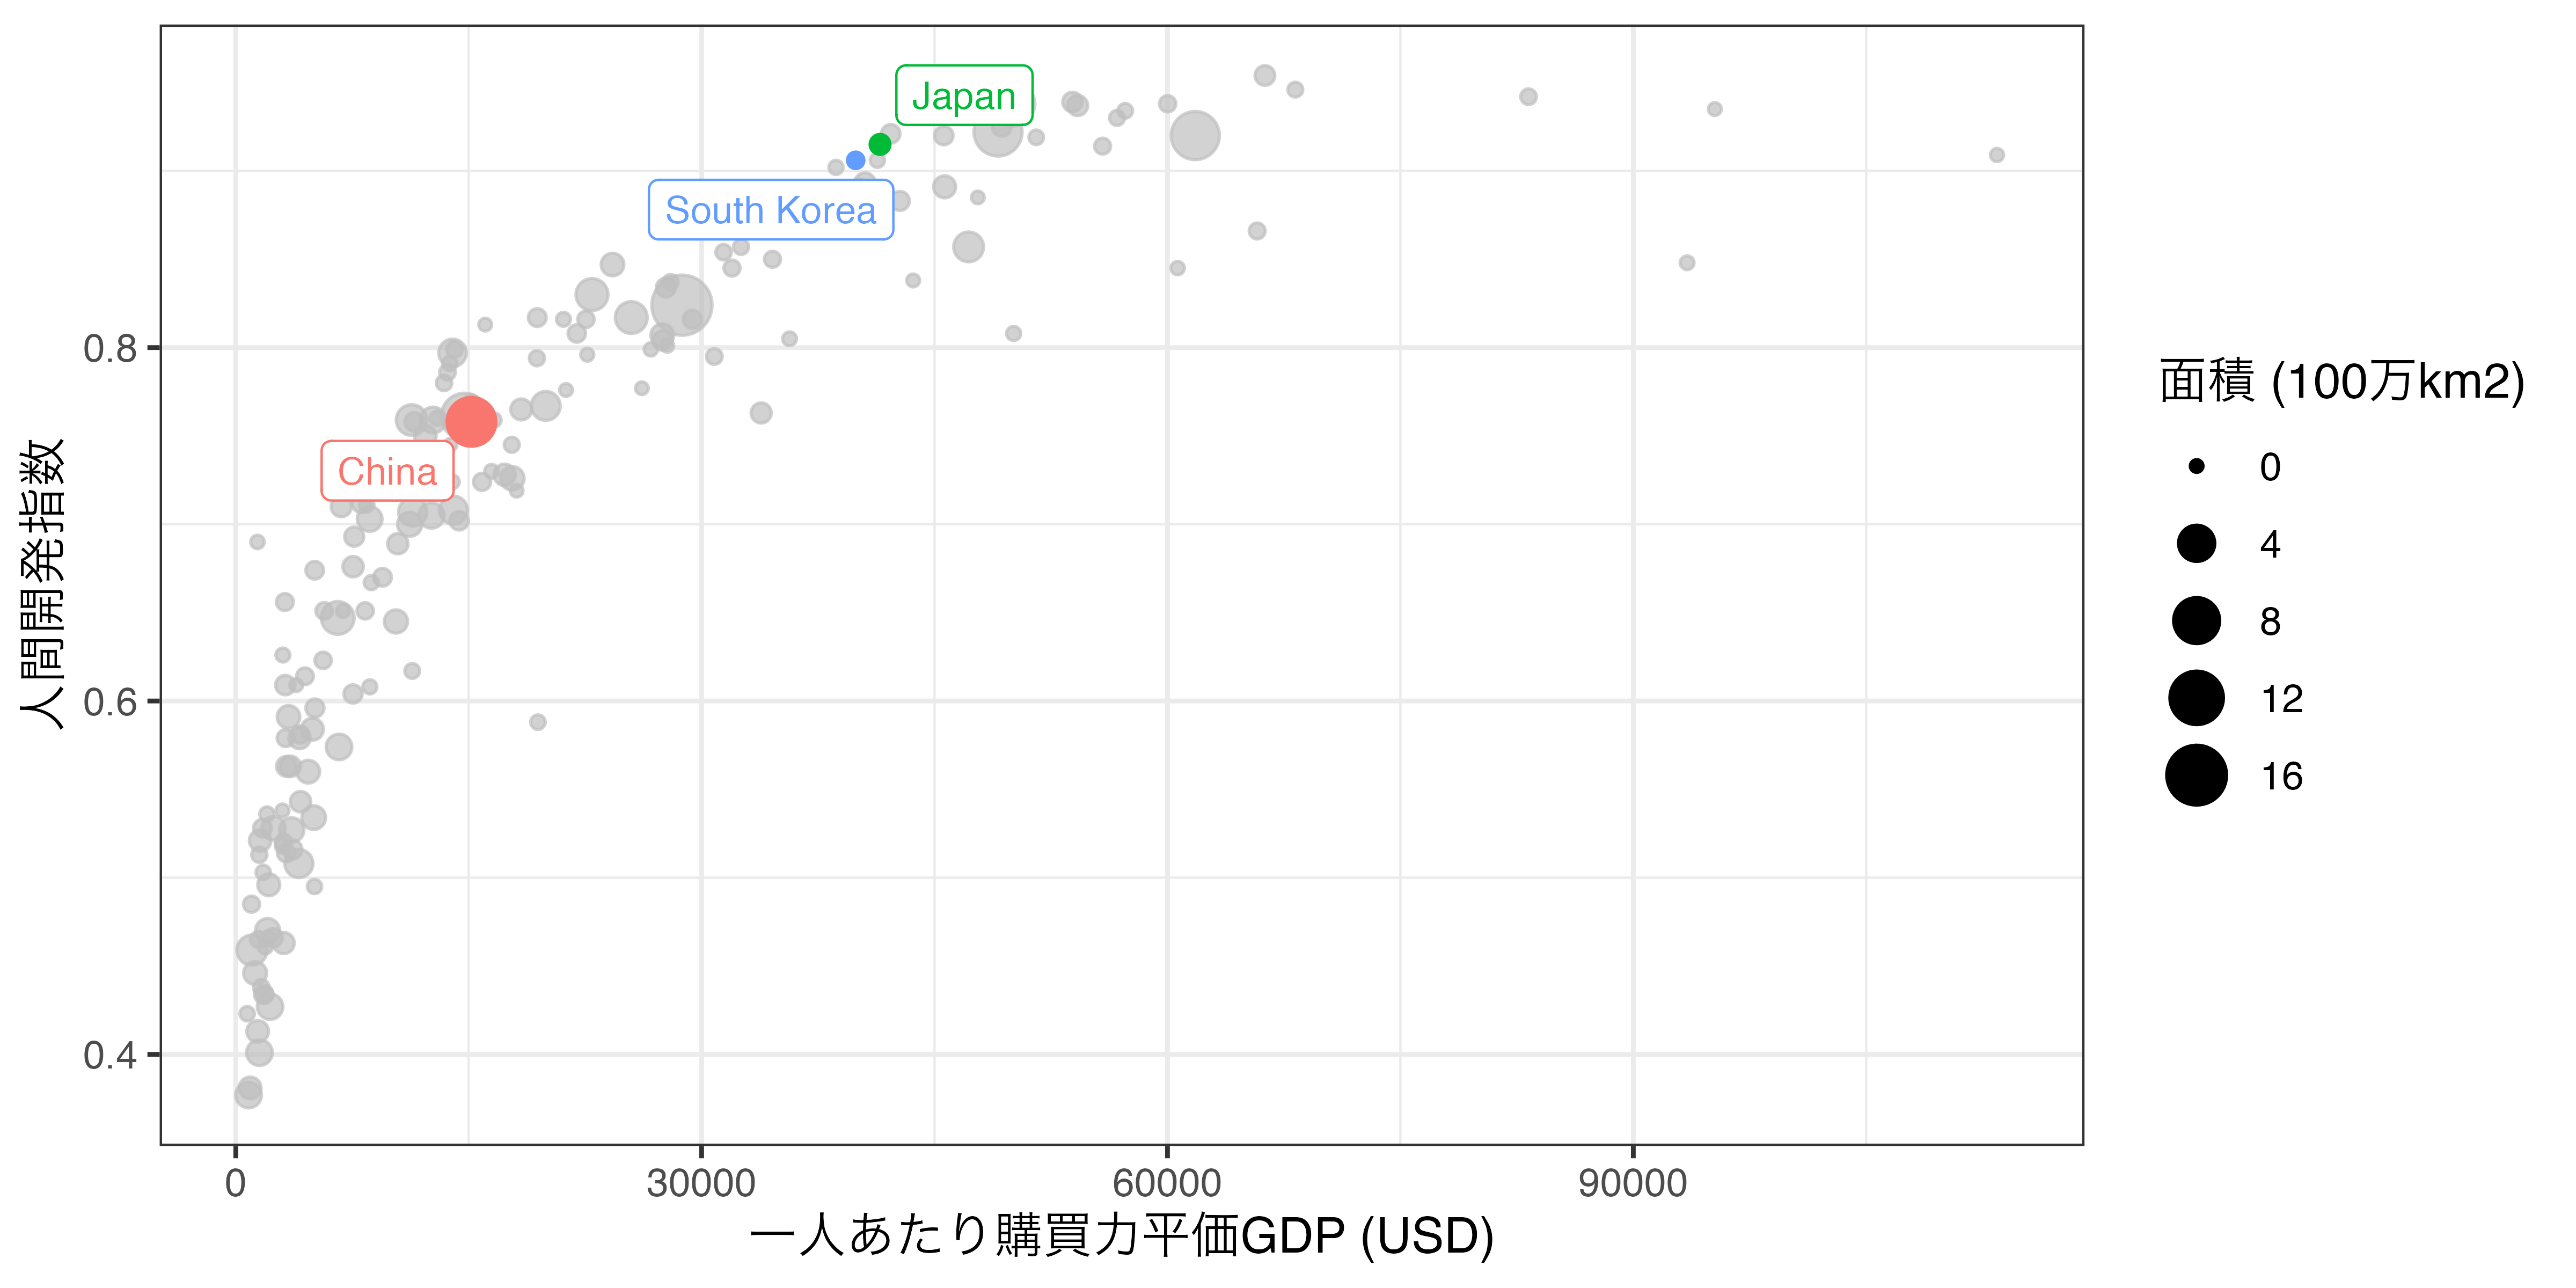 Japan
South Korea
China
0.8
0.6
0.4
人間開発指数
0
30000
60000
90000
一人あたり購買力平価GDP (USD)
面積 (100万km2)
0
4
8
12
16